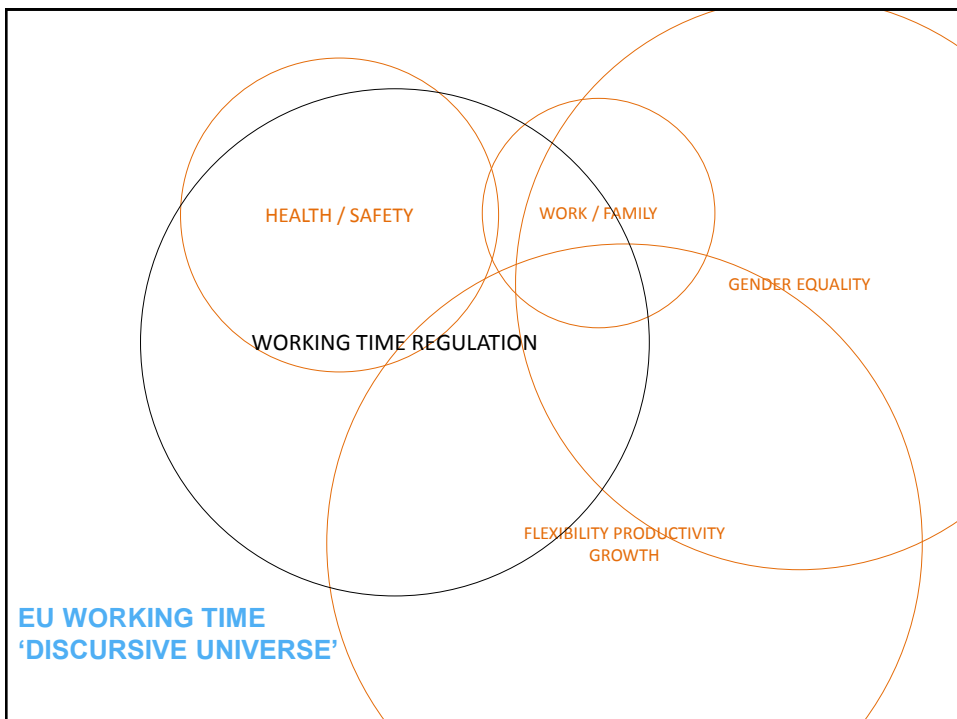 HEALTH / SAFETY
WORK / FAMILY
GENDER EQUALITY
WORKING TIME REGULATION
FLEXIBILITY PRODUCTIVITY
GROWTH
EU WORKING TIME
‘DISCURSIVE UNIVERSE’